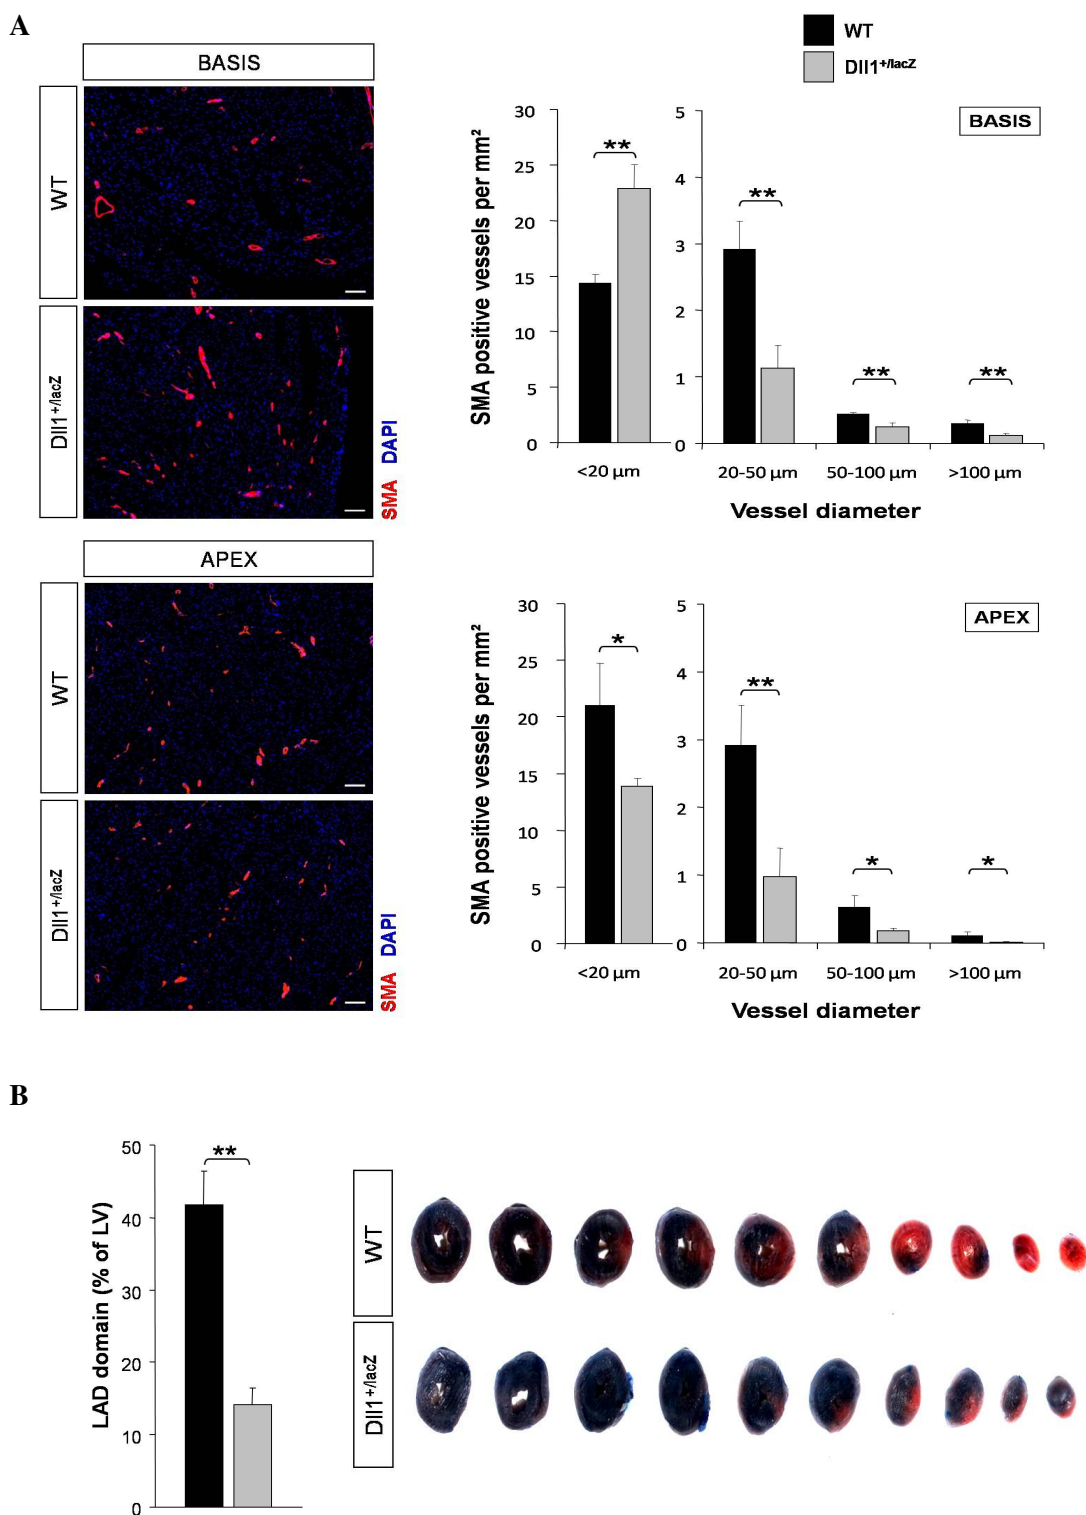 A
WT
Dll1+/lacZ
BASIS
WT
Dll1+/lacZ
SMA DAPI
SMA positive vessels per mm²
30
25
20
15
10
5
0
**
<20 µm
5
4
3
2
1
0
BASIS
**
**
**
20-50 µm
50-100 µm
>100 µm
Vessel diameter
APEX
WT
Dll1+/lacZ
SMA DAPI
SMA positive vessels per mm²
30
25
20
15
10
5
0
*
<20 µm
5
4
3
2
1
0
APEX
**
*
*
20-50 µm
50-100 µm
>100 µm
Vessel diameter
B
LAD domain (% of LV)
50
40
30
20
10
0
**
WT
Dll1+/lacZ